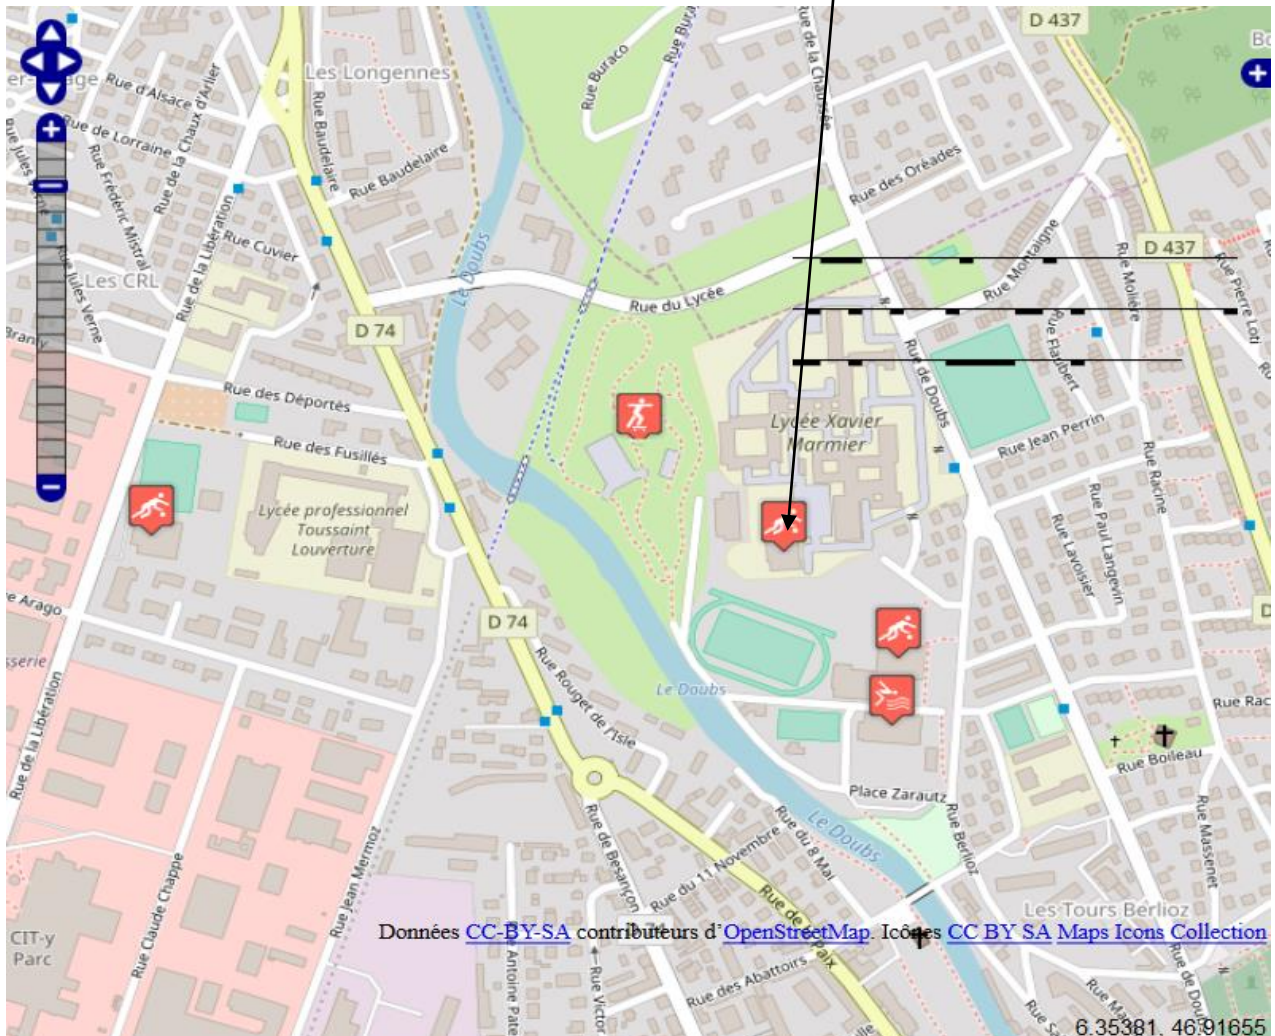 D 437
Rue Buraco
Rue de la Chaussée
Les Longennes
Rue d'Alsace
Rue de la Chaux d'Arlier
Rue de Lorraine
Rue Baudelaire
Rue Baudelaire
Rue des Oréades
Rue Jules Verne
Rue Frédéric Mistral
Rue de la Libération
Rue Cuvier
Rue Montaigne
Rue Molière
D 437
Rue Pierre Loti
Les CRL
Rue Jules Verne
Le Doubs
Rue du Lycée
D 74
Branly
Rue Flaubert
Rue de Doubs
Rue des Déportés
Rue des Fusillés
Lycée Xavier
Marmier
Rue Jean Perrin
Rue Racine
Lycée professionnel
Toussaint
Louverture
Rue Paul Langevin
Rue Lavoisier
Arago
D 74
Rue Rouget de l'Isle
Le Doubs
Rue de la Libération
Rue Boileau
Place Zarautz
Rue Massenet
Rue Berlioz
Le Doubs
Rue du 8 Mai
Rue du 11 Novembre
Rue de Besançon
Rue Jean Mermoz
Rue Claude Chappe
Les Tours Berlioz
CIT-y
Parc
Données CC-BY-SA contributeurs d'OpenStreetMap. Icônes CC BY SA Maps Icons Collection
Rue des Abattoirs
6.35381, 46.91655